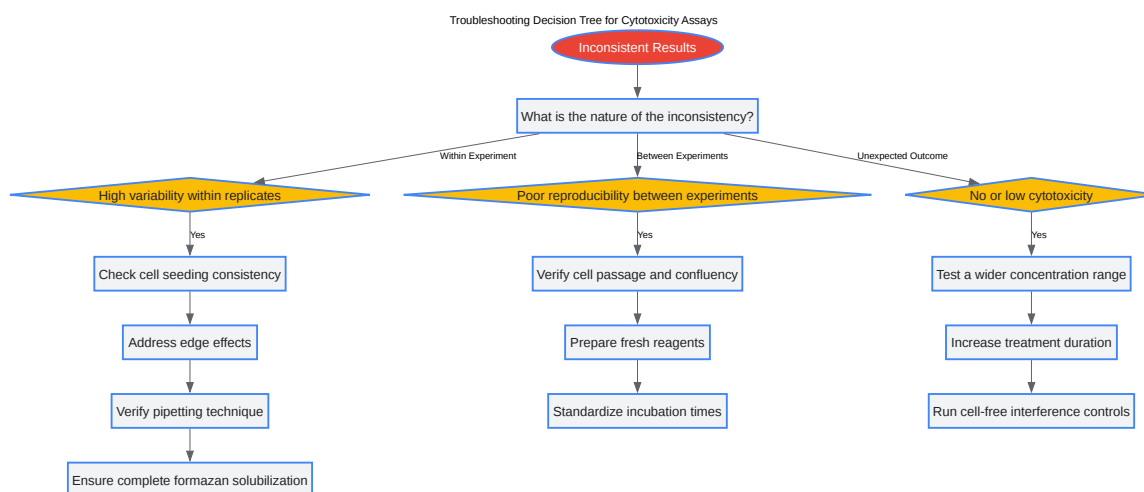 Troubleshooting Decision Tree for Cytotoxicity Assays
Inconsistent Results
What is the nature of the inconsistency?
Within Experiment
Between Experiments
Unexpected Outcome
High variability within replicates
Poor reproducibility between experiments
No or low cytotoxicity
Yes
Yes
Yes
Check cell seeding consistency
Verify cell passage and confluency
Test a wider concentration range
Address edge effects
Prepare fresh reagents
Increase treatment duration
Verify pipetting technique
Standardize incubation times
Run cell-free interference controls
Ensure complete formazan solubilization